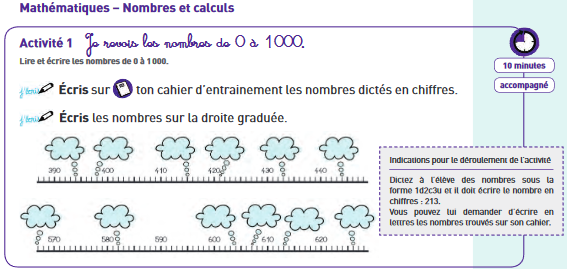 Mathématiques – Nombres et calculs
Activité 1 Je revois les nombres de 0 à 1000.
Lire et écrire les nombres de 0 à 1000.
10 minutes
accompagné
j'écris Écris sur ton cahier d'entrainement les nombres dictés en chiffres.
j'écris Écris les nombres sur la droite graduée.
390 400 410 420 430 440
570 580 590 600 610 620
Indications pour le déroulement de l'activité
Dictez à l'élève des nombres sous la
forme 1d2c3u et il doit écrire le nombre en
chiffres : 213.
Vous pouvez lui demander d'écrire en
lettres les nombres rrouvés sur son cahier.